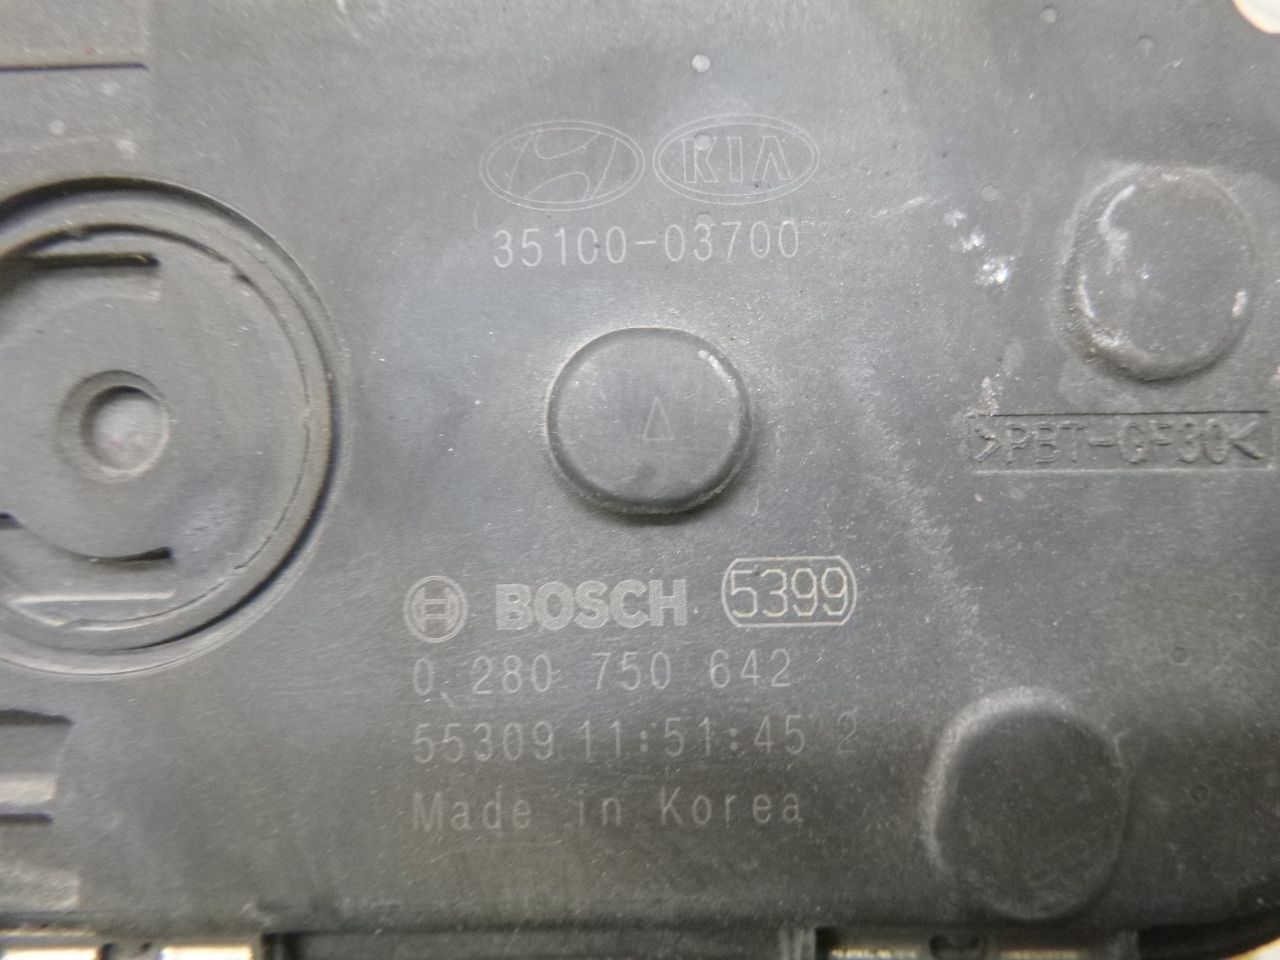 KIA
35100-03700
>PBT-GF30<
BOSCH 5399
0 280 750 642
55309 11:51:45 2
Made in Korea